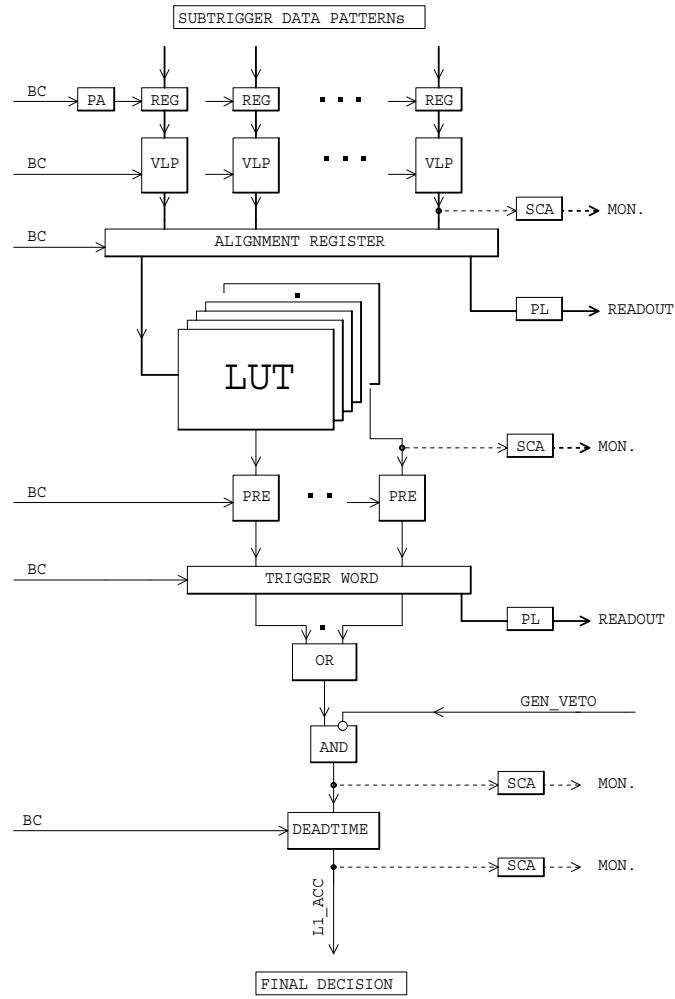 SUBTRIGGER DATA PATTERNs
BC PA REG REG REG
BC VLP VLP VLP
SCA MON.
BC ALIGNMENT REGISTER
PL READOUT
LUT
SCA MON.
BC PRE PRE
BC TRIGGER WORD
PL READOUT
OR
GEN_VETO
AND
SCA MON.
BC DEADTIME
SCA MON.
L1_ACC
FINAL DECISION